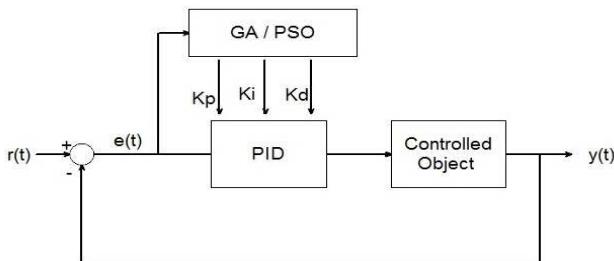 GA / PSO
Kp
Ki
Kd
r(t)
+
-
e(t)
PID
Controlled
Object
y(t)